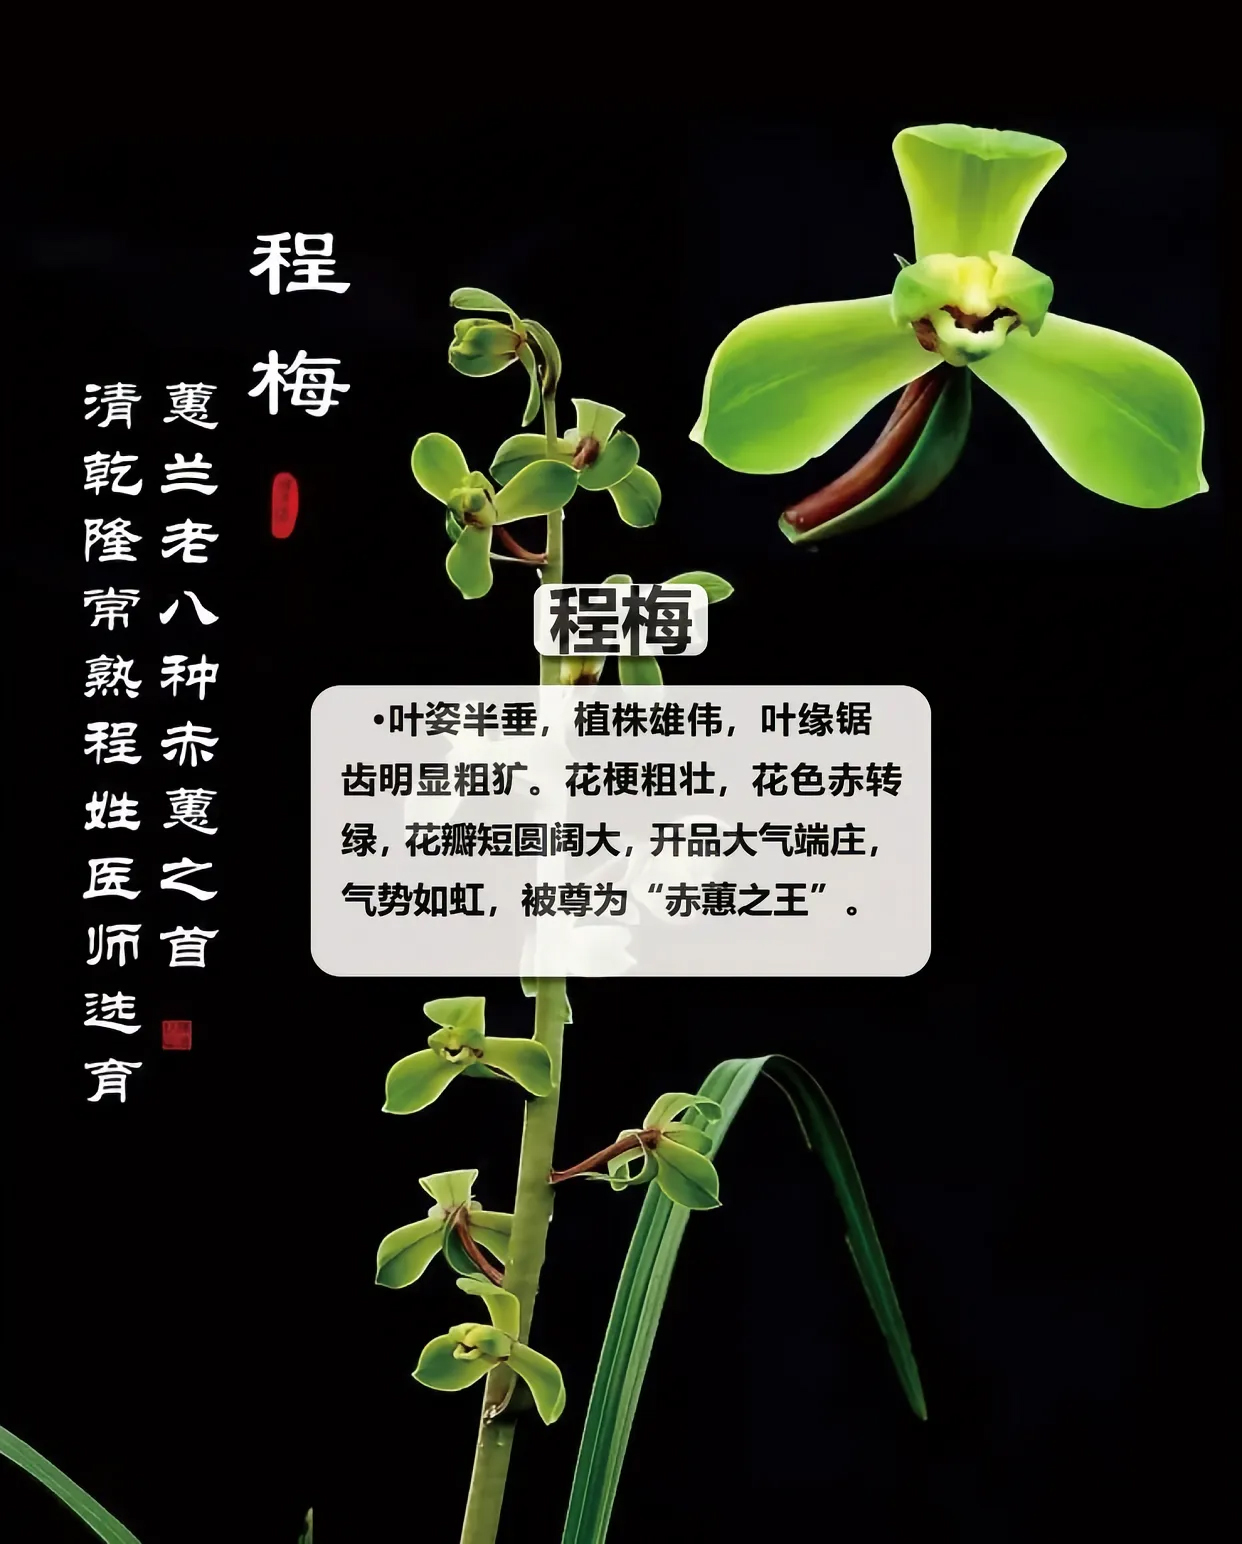 程梅
蕙兰老八种赤蕙之首
清乾隆常熟程姓医师选育
程梅
•叶姿半垂，植株雄伟，叶缘锯
齿明显粗犷。花梗粗壮，花色赤转
绿，花瓣短圆阔大，开品大气端庄，
气势如虹，被尊为“赤蕙之王”。